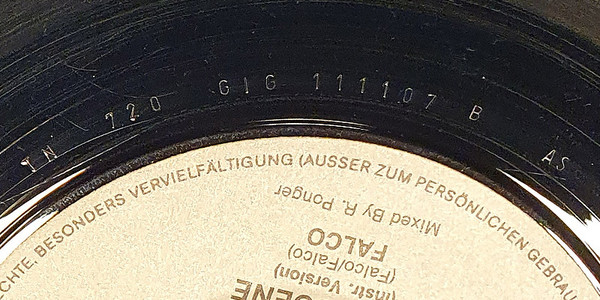 TN 720 GIG 111107 B AS
CHTE, BESONDERS VERVIELFÄLTIGUNG (AUSSER ZUM PERSÖNLICHEN GEBRAU
Mixed By R. Ponger
FALCO
(Falco/Falco)
(Instr. Version)